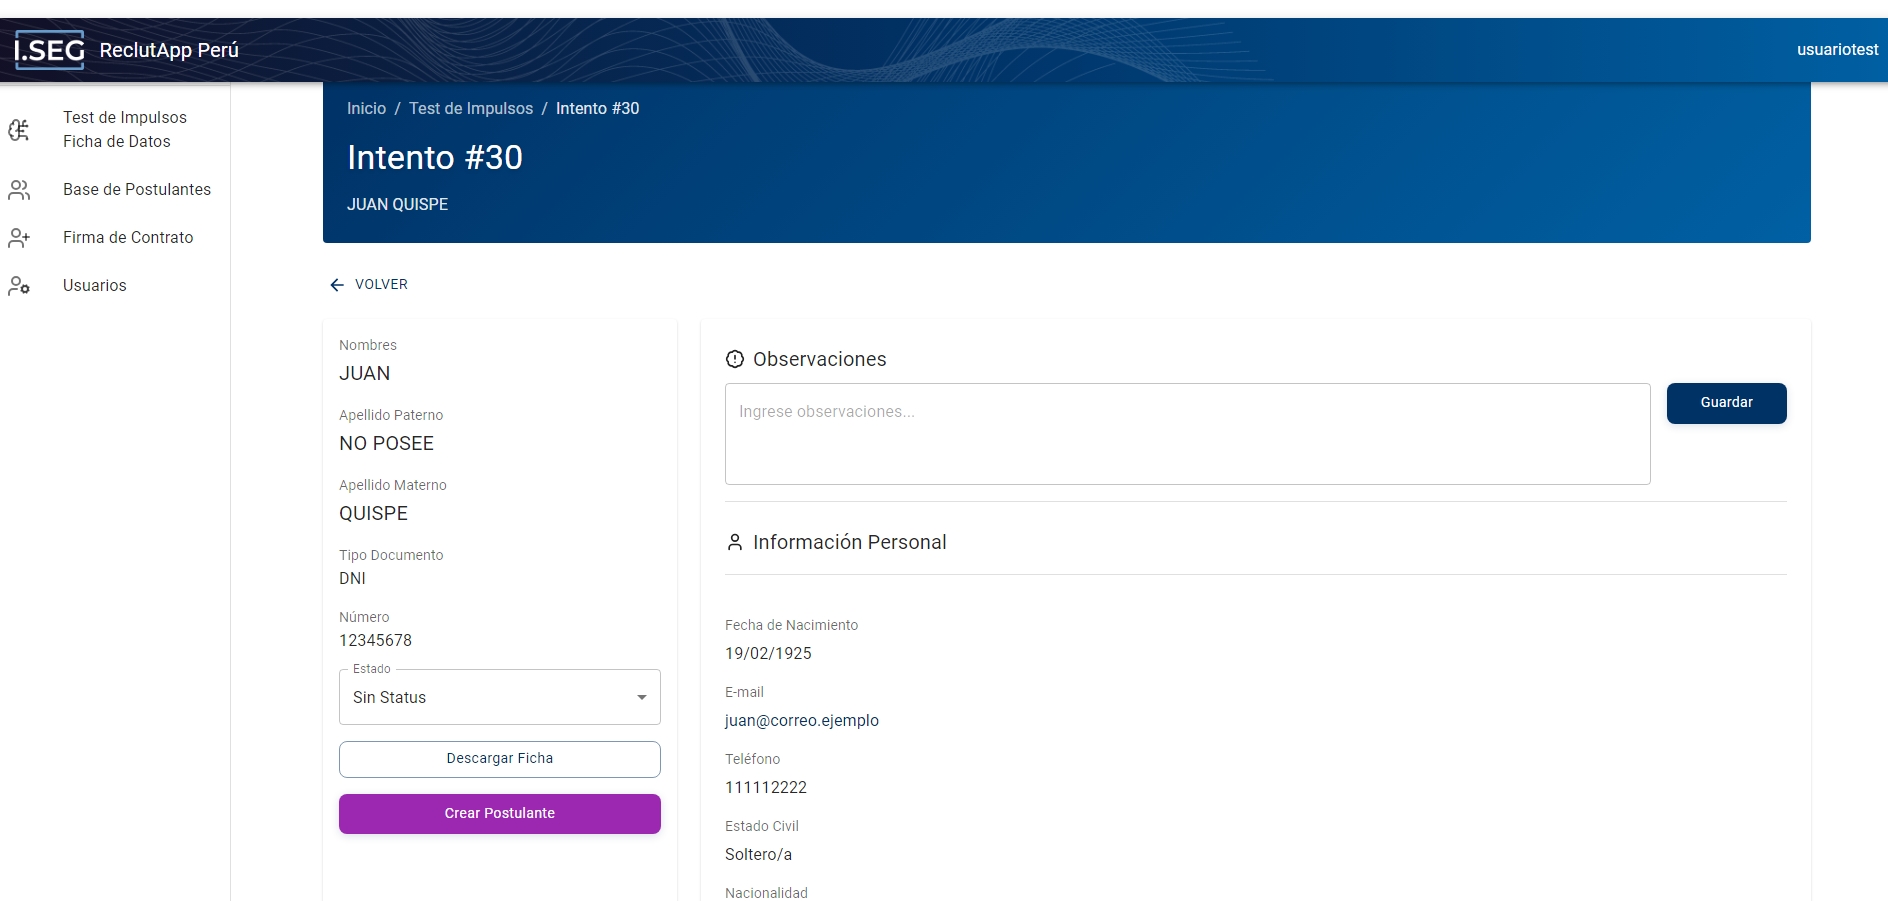 I.SEG ReclutApp Perú
usuariotest
Test de Impulsos
Ficha de Datos
Base de Postulantes
Firma de Contrato
Usuarios
Inicio / Test de Impulsos / Intento #30
Intento #30
JUAN QUISPE
VOLVER
Nombres
JUAN
Apellido Paterno
NO POSEE
Apellido Materno
QUISPE
Tipo Documento
DNI
Número
12345678
Estado
Sin Status
Descargar Ficha
Crear Postulante
Observaciones
Ingrese observaciones...
Guardar
Información Personal
Fecha de Nacimiento
19/02/1925
E-mail
juan@correo.ejemplo
Teléfono
111112222
Estado Civil
Soltero/a
Nacionalidad